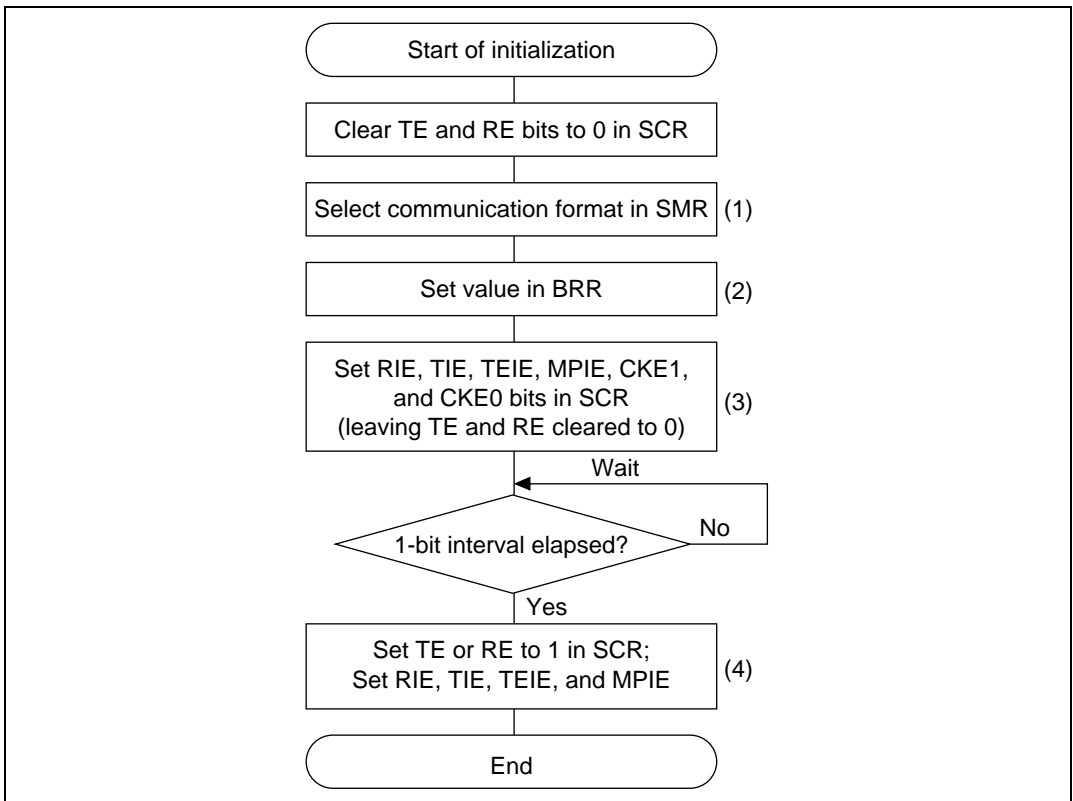 Start of initialization
Clear TE and RE bits to 0 in SCR
Select communication format in SMR
(1)
Set value in BRR
(2)
Set RIE, TIE, TEIE, MPIE, CKE1,
and CKE0 bits in SCR
(leaving TE and RE cleared to 0)
(3)
Wait
1-bit interval elapsed?
No
Yes
Set TE or RE to 1 in SCR;
Set RIE, TIE, TEIE, and MPIE
(4)
End